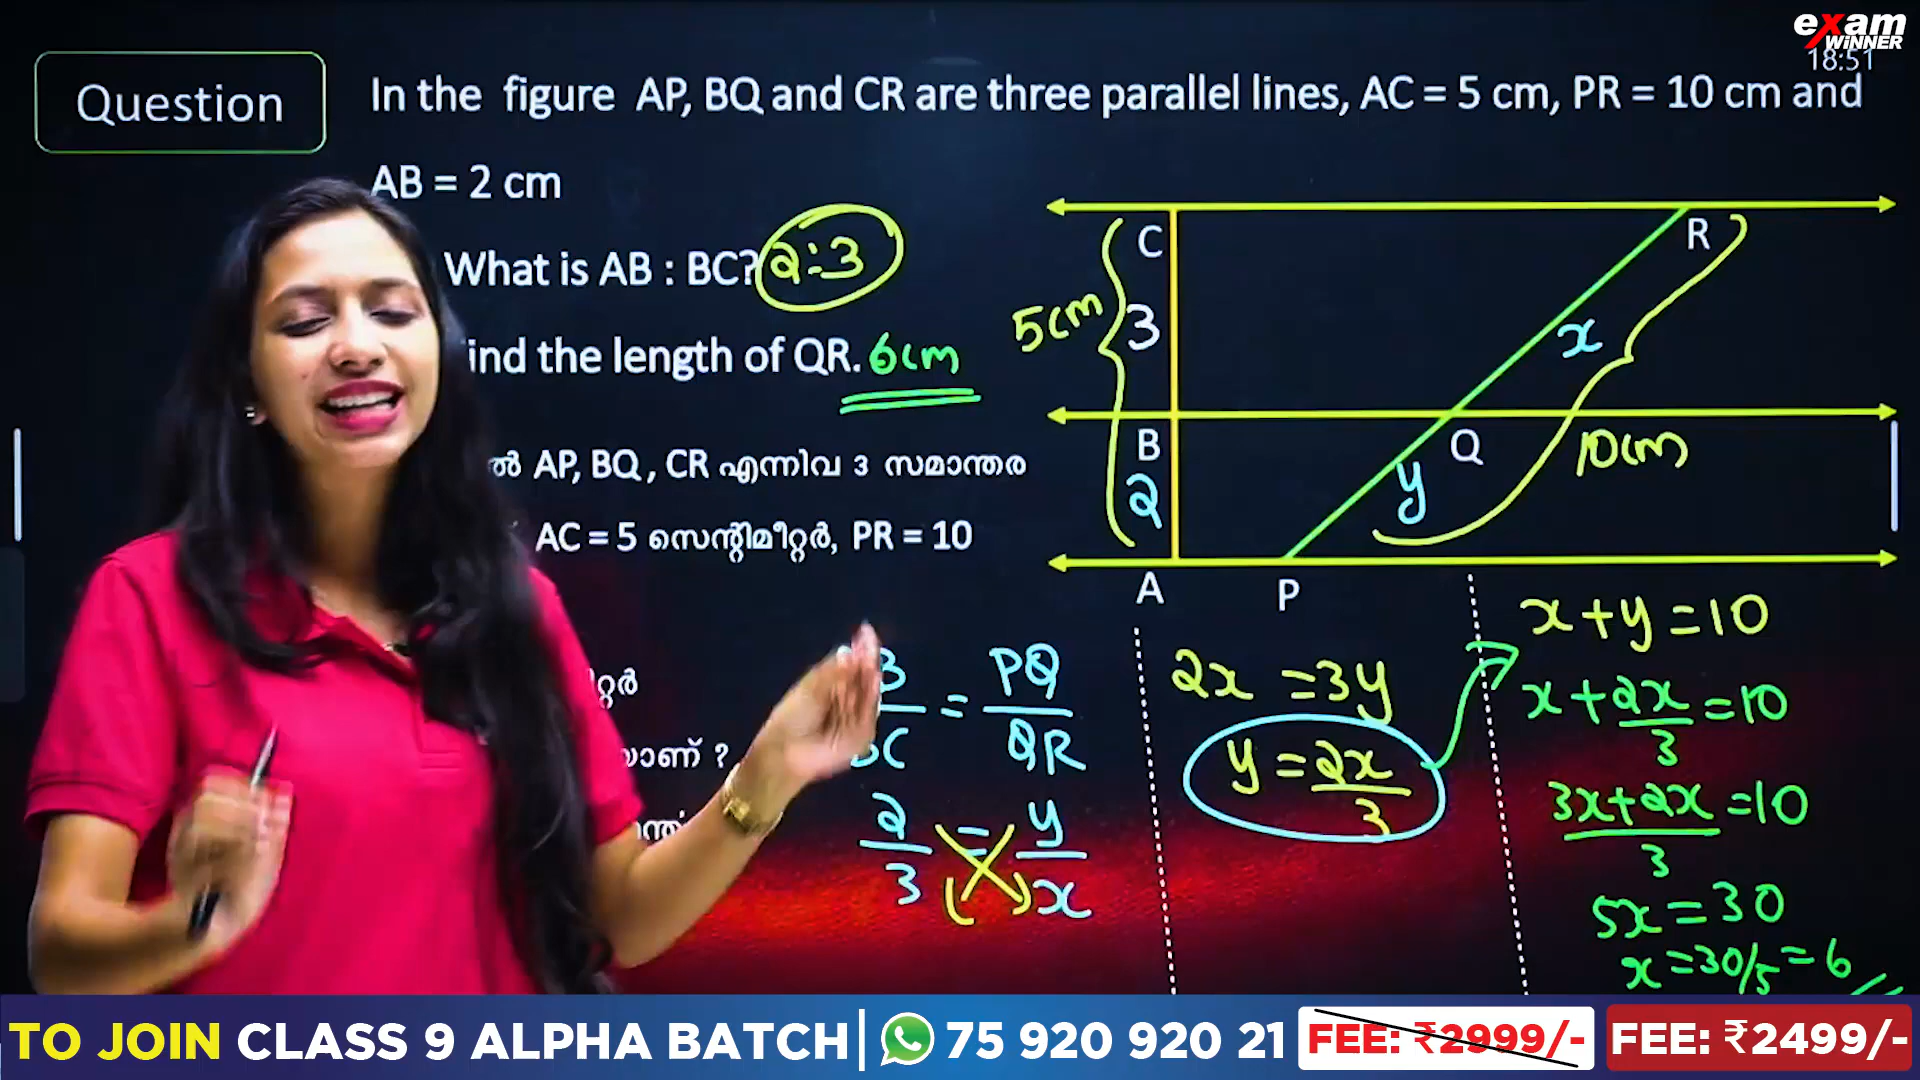 exam
WINNER
18:51
Question
In the figure AP, BQ and CR are three parallel lines, AC = 5 cm, PR = 10 cm and
AB = 2 cm
What is AB : BC? 2:3
ind the length of QR. 6cm
ൽ AP, BQ , CR എന്നിവ 3 സമാന്തര
AC = 5 സെന്റിമീറ്റർ, PR = 10
റ്റർ
യാണ് ?
C
R
5cm
3
x
B
Q
10cm
2
y
A
P
PQ
=
QR
2/3 = y/x
2x = 3y
y = 2x/3
x + y = 10
x + 2x/3 = 10
3x + 2x/3 = 10
5x = 30
x = 30/5 = 6
TO JOIN CLASS 9 ALPHA BATCH 75 920 920 21 FEE: ₹2999/- FEE: ₹2499/-